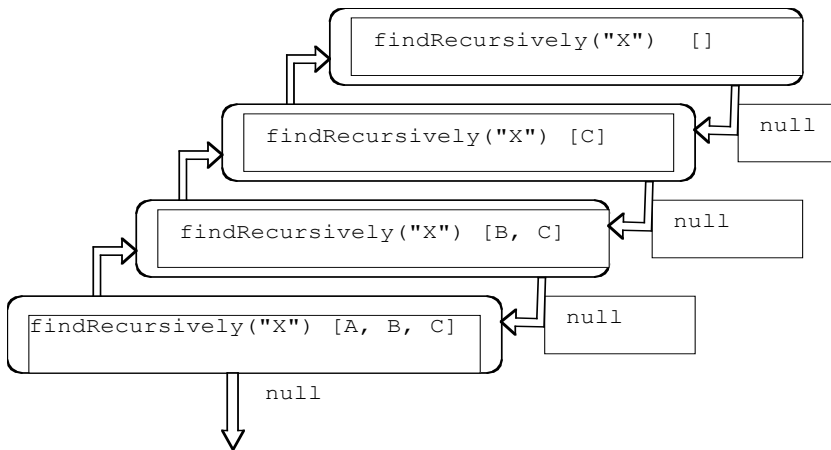 findRecursively("X") []
null
findRecursively("X") [C]
null
findRecursively("X") [B, C]
null
findRecursively("X") [A, B, C]
null